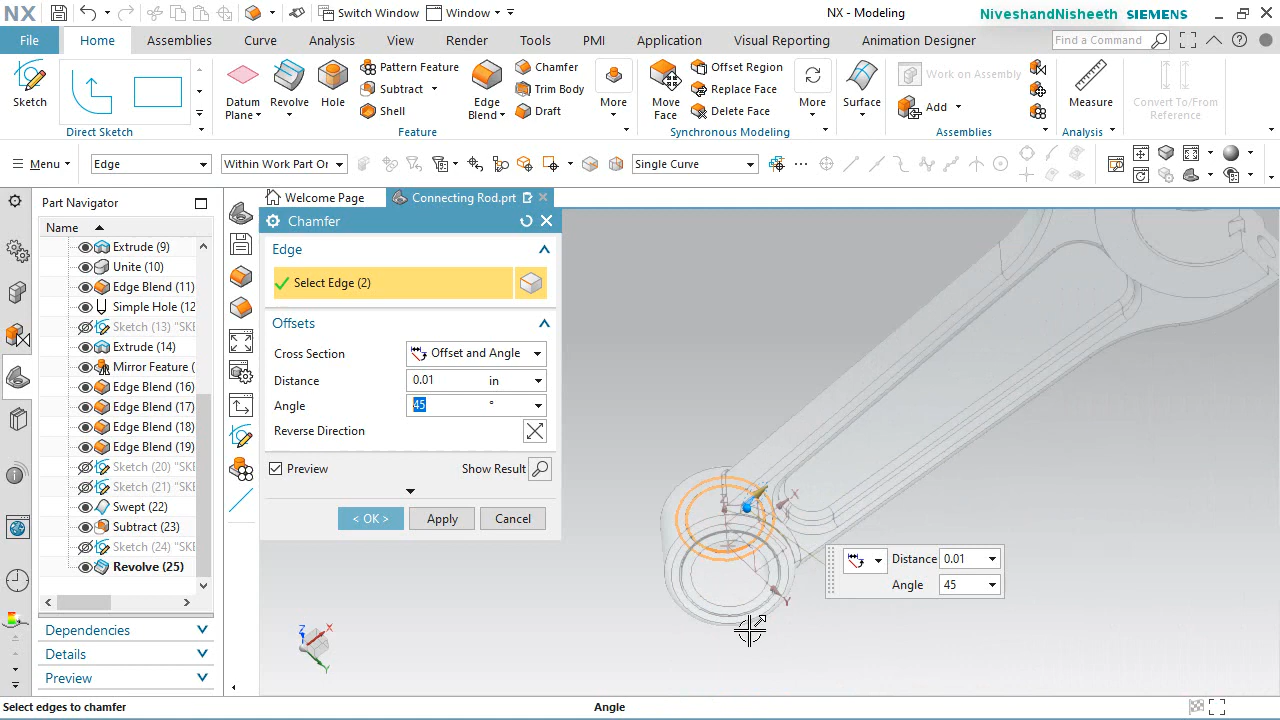 NX
Switch Window
Window
NX - Modeling
NiveshandNisheeth SIEMENS
File
Home
Assemblies
Curve
Analysis
View
Render
Tools
PMI
Application
Visual Reporting
Animation Designer
Find a Command
Sketch
Direct Sketch
Datum
Plane
Revolve
Hole
Pattern Feature
Subtract
Shell
Edge
Blend
Chamfer
Trim Body
Draft
More
Feature
Move
Face
Offset Region
Replace Face
Delete Face
More
Synchronous Modeling
Surface
Work on Assembly
Add
Assemblies
Measure
Analysis
Convert To/From
Reference
Menu
Edge
Within Work Part On
Single Curve
Part Navigator
Name
Extrude (9)
Unite (10)
Edge Blend (11)
Simple Hole (12
Sketch (13) "SKE
Extrude (14)
Mirror Feature (
Edge Blend (16)
Edge Blend (17)
Edge Blend (18)
Edge Blend (19)
Sketch (20) "SKE
Sketch (21) "SKE
Swept (22)
Subtract (23)
Sketch (24) "SKE
Revolve (25)
Dependencies
Details
Preview
Welcome Page
Connecting Rod.prt
Chamfer
Edge
Select Edge (2)
Offsets
Cross Section
Offset and Angle
Distance
0.01 in
Angle
45 °
Reverse Direction
Preview
Show Result
< OK >
Apply
Cancel
X
Y
Distance 0.01
Angle 45
Z
X
Y
Select edges to chamfer
Angle